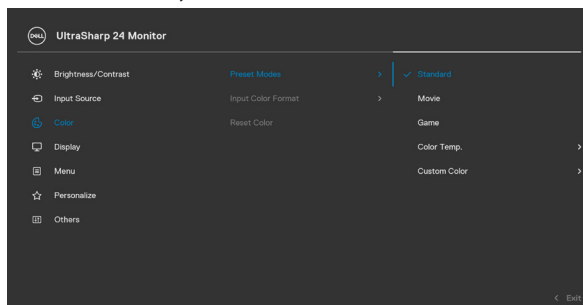 DELL UltraSharp 24 Monitor
Brightness/Contrast
Input Source
Color
Display
Menu
Personalize
Others
Preset Modes
Input Color Format
Reset Color
Standard
Movie
Game
Color Temp.
Custom Color
Exit